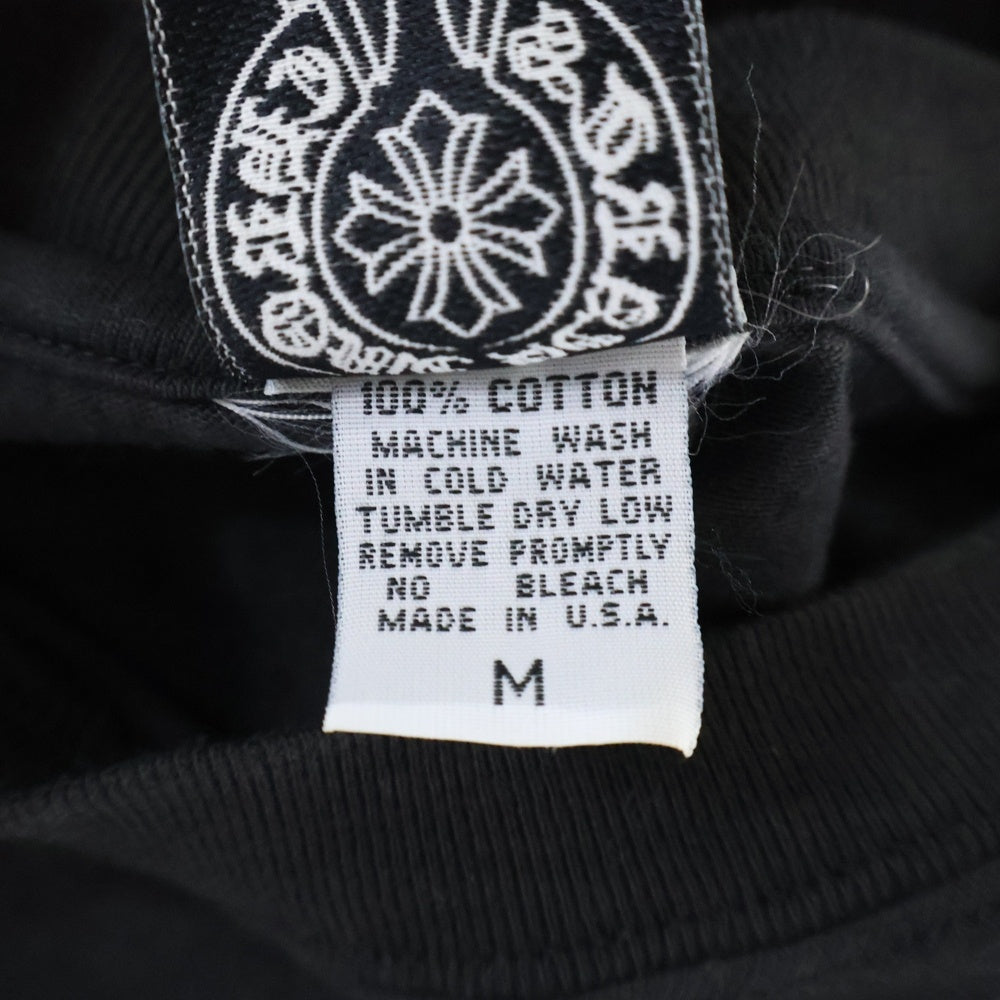 100% COTTON
MACHINE WASH
IN COLD WATER
TUMBLE DRY LOW
REMOVE PROMPTLY
NO BLEACH
MADE IN U.S.A.
M